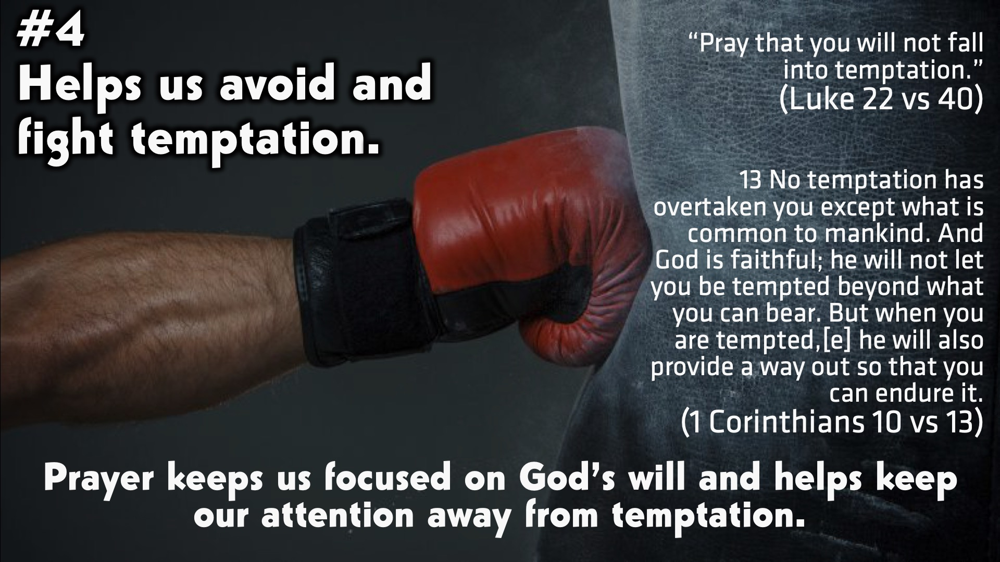 #4
Helps us avoid and
fight temptation.
“Pray that you will not fall
into temptation.”
(Luke 22 vs 40)
13 No temptation has
overtaken you except what is
common to mankind. And
God is faithful; he will not let
you be tempted beyond what
you can bear. But when you
are tempted,[e] he will also
provide a way out so that you
can endure it.
(1 Corinthians 10 vs 13)
Prayer keeps us focused on God’s will and helps keep
our attention away from temptation.